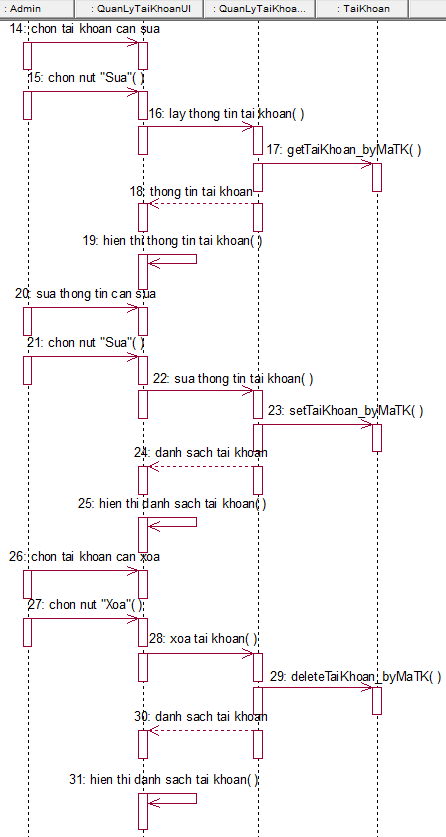 : Admin
: QuanLyTaiKhoanUI
: QuanLyTaiKhoa...
: TaiKhoan
14: chon tai khoan can sua
15: chon nut "Sua"( )
16: lay thong tin tai khoan( )
17: getTaiKhoan_byMaTK( )
18: thong tin tai khoan
19: hien thi thong tin tai khoan( )
20: sua thong tin can sua
21: chon nut "Sua"( )
22: sua thong tin tai khoan( )
23: setTaiKhoan_byMaTK( )
24: danh sach tai khoan
25: hien thi danh sach tai khoan( )
26: chon tai khoan can xoa
27: chon nut "Xoa"( )
28: xoa tai khoan( )
29: deleteTaiKhoan_byMaTK( )
30: danh sach tai khoan
31: hien thi danh sach tai khoan( )